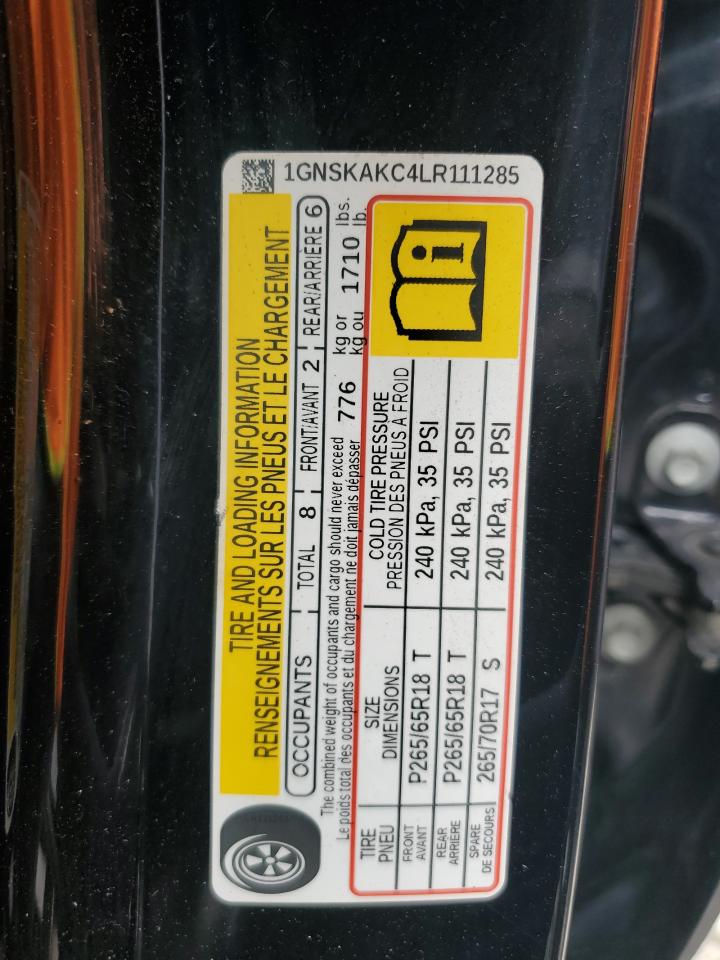 1GNSKAKC4LR111285
TIRE AND LOADING INFORMATION
RENSEIGNEMENTS SUR LES PNEUS ET LE CHARGEMENT
OCCUPANTS TOTAL 8 FRONT/AVANT 2 REAR/ARRIÈRE 6
The combined weight of occupants and cargo should never exceed 776 kg or 1710 lbs.
Le poids total des occupants et du chargement ne doit jamais dépasser kg ou lb.
TIRE SIZE COLD TIRE PRESSURE
PNEU DIMENSIONS PRESSION DES PNEUS A FROID
FRONT
AVANT P265/65R18 T 240 kPa, 35 PSI
REAR
ARRIÈRE P265/65R18 T 240 kPa, 35 PSI
SPARE
DE SECOURS 265/70R17 S 240 kPa, 35 PSI